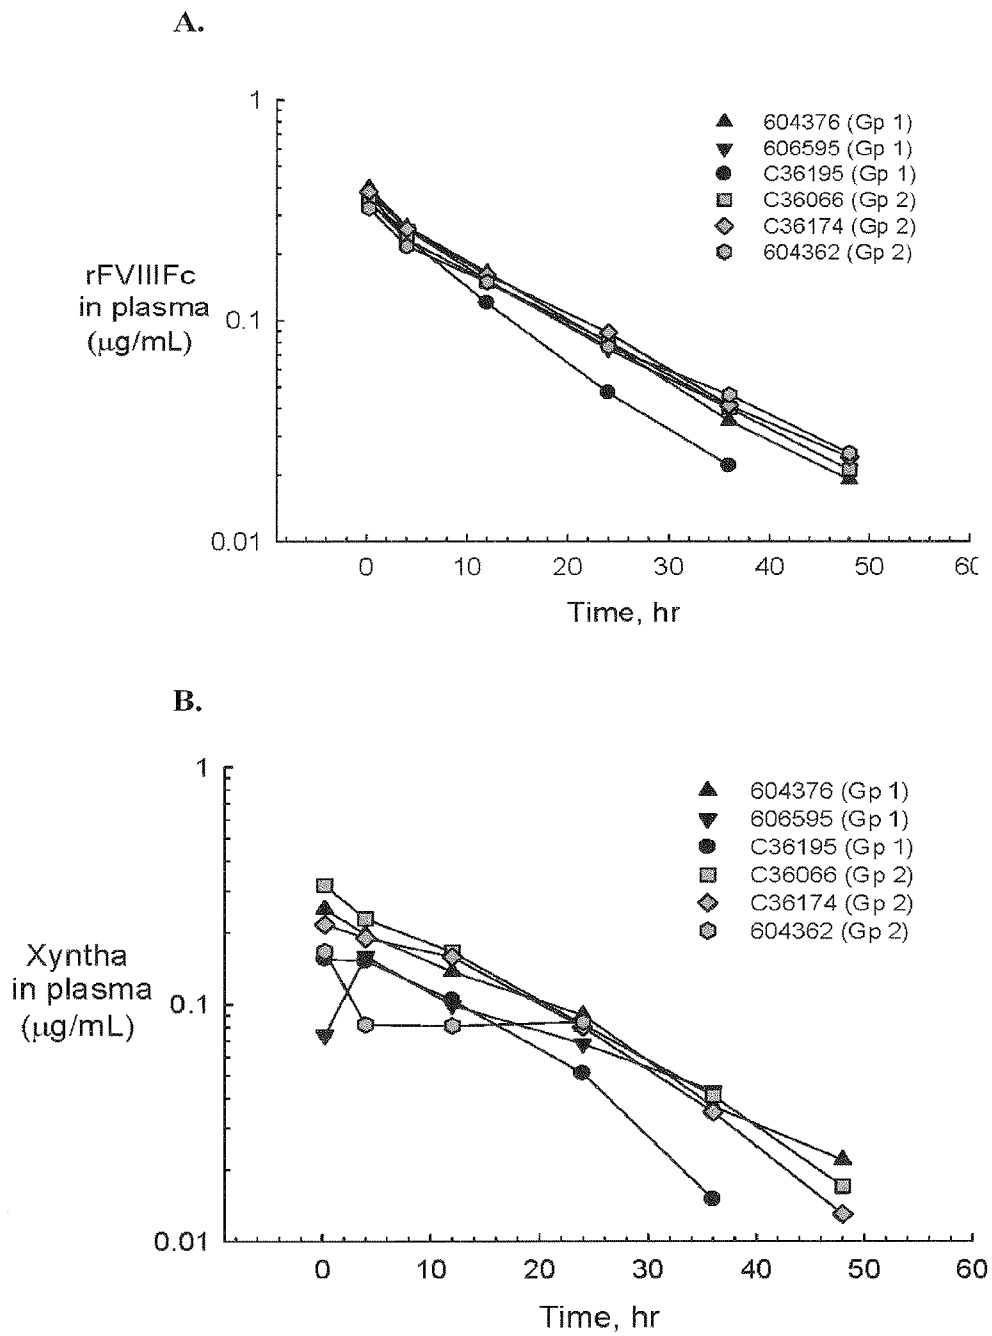 A.
1
0.1
0.01
rFVIIIFc
in plasma
(µg/mL)
604376 (Gp 1)
606595 (Gp 1)
C36195 (Gp 1)
C36066 (Gp 2)
C36174 (Gp 2)
604362 (Gp 2)
0 10 20 30 40 50 60
Time, hr
B.
1
0.1
0.01
Xyntha
in plasma
(µg/mL)
604376 (Gp 1)
606595 (Gp 1)
C36195 (Gp 1)
C36066 (Gp 2)
C36174 (Gp 2)
604362 (Gp 2)
0 10 20 30 40 50 60
Time, hr